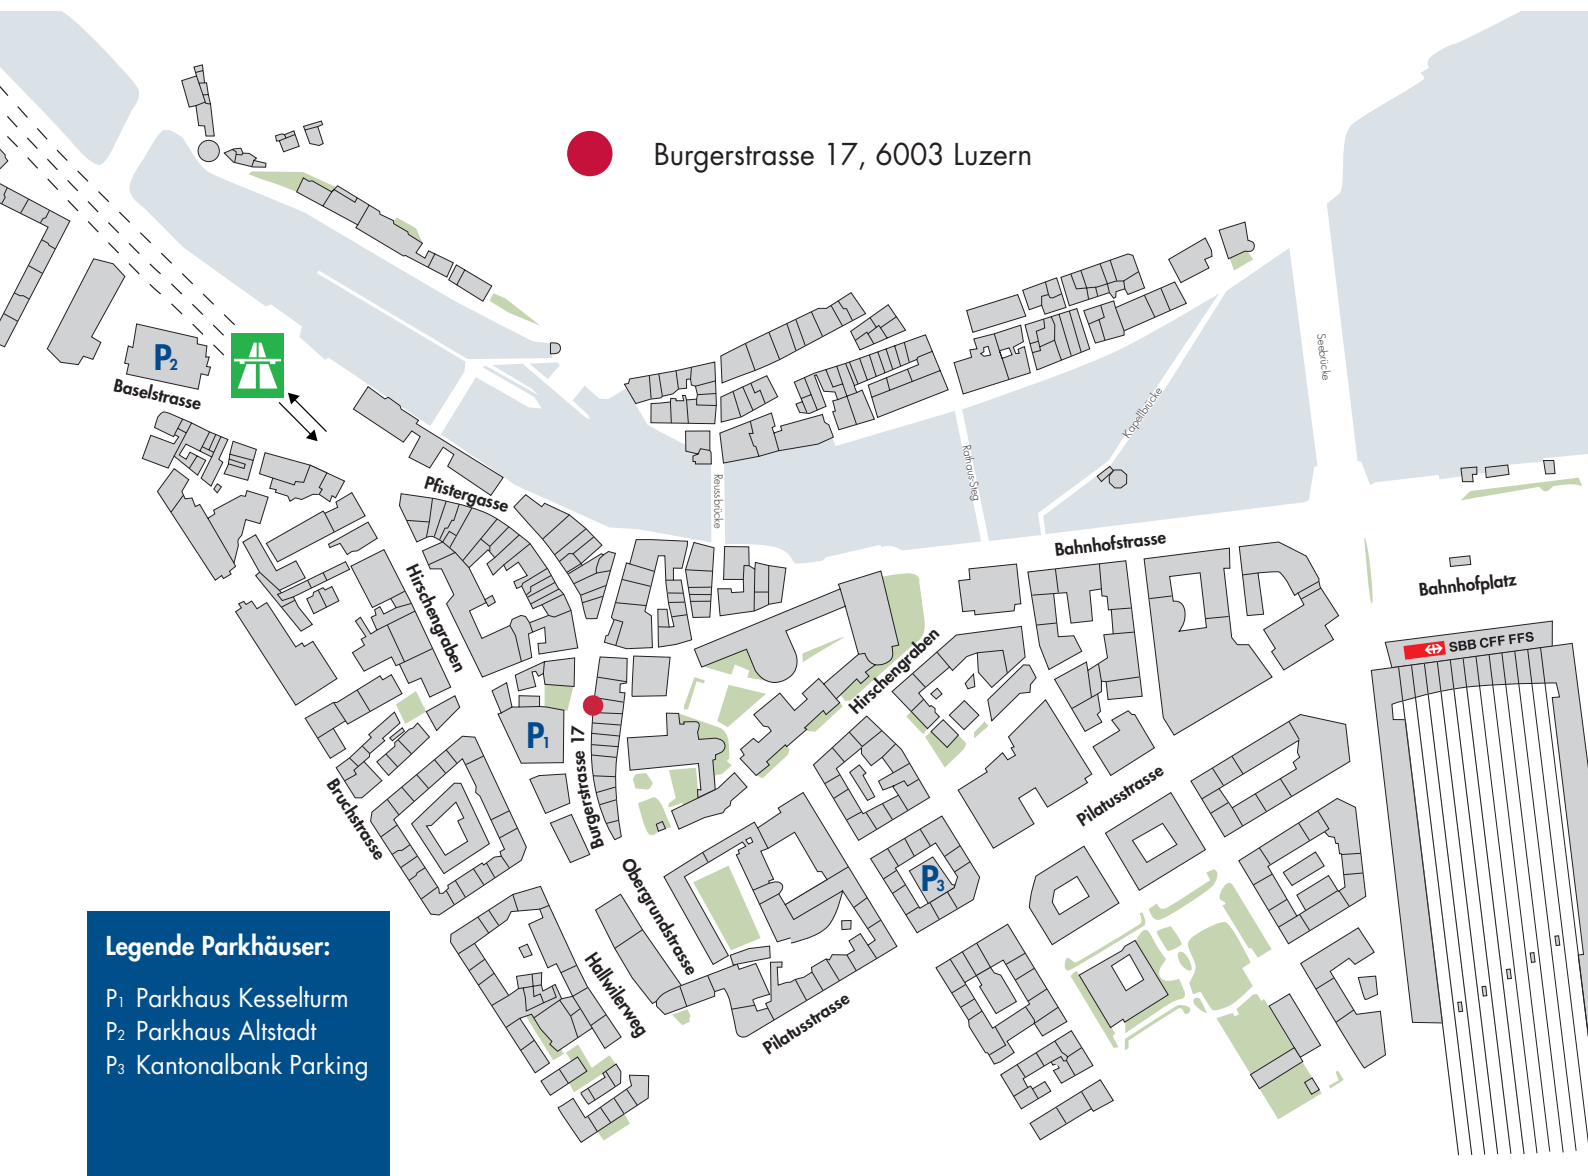 Burgerstrasse 17, 6003 Luzern
P2
Baselstrasse
Pfistergasse
Hirschengraben
Reussbrücke
Rathaus-Steg
Kapellbrücke
Seebrücke
Bahnhofstrasse
Bahnhofplatz
SBB CFF FFS
Hirschengraben
P1
Burgerstrasse 17
Bruchstrasse
Pilatusstrasse
Obergrundstrasse
P3
Hallwilerweg
Pilatusstrasse
Legende Parkhäuser:
P1 Parkhaus Kesselturm
P2 Parkhaus Altstadt
P3 Kantonalbank Parking